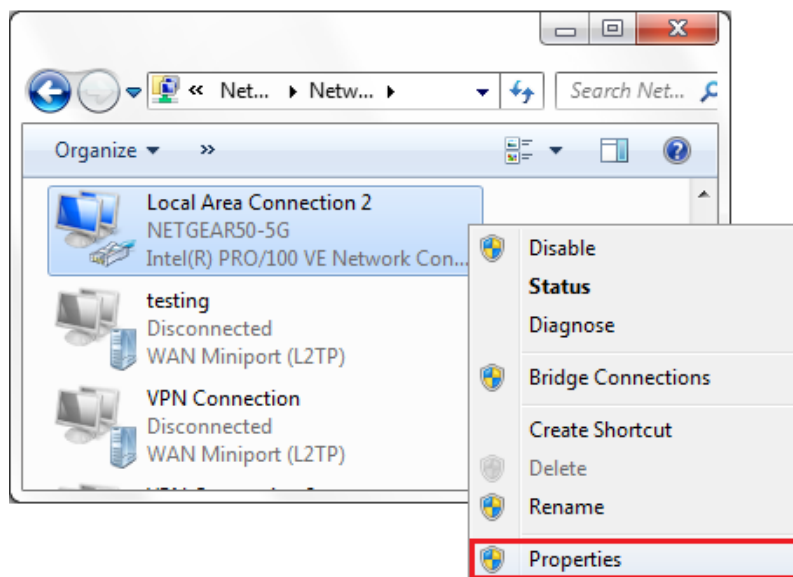 « Net... Netw...
Search Net...
Organize »
Local Area Connection 2
NETGEAR50-5G
Intel(R) PRO/100 VE Network Con...
testing
Disconnected
WAN Miniport (L2TP)
VPN Connection
Disconnected
WAN Miniport (L2TP)
Disable
Status
Diagnose
Bridge Connections
Create Shortcut
Delete
Rename
Properties